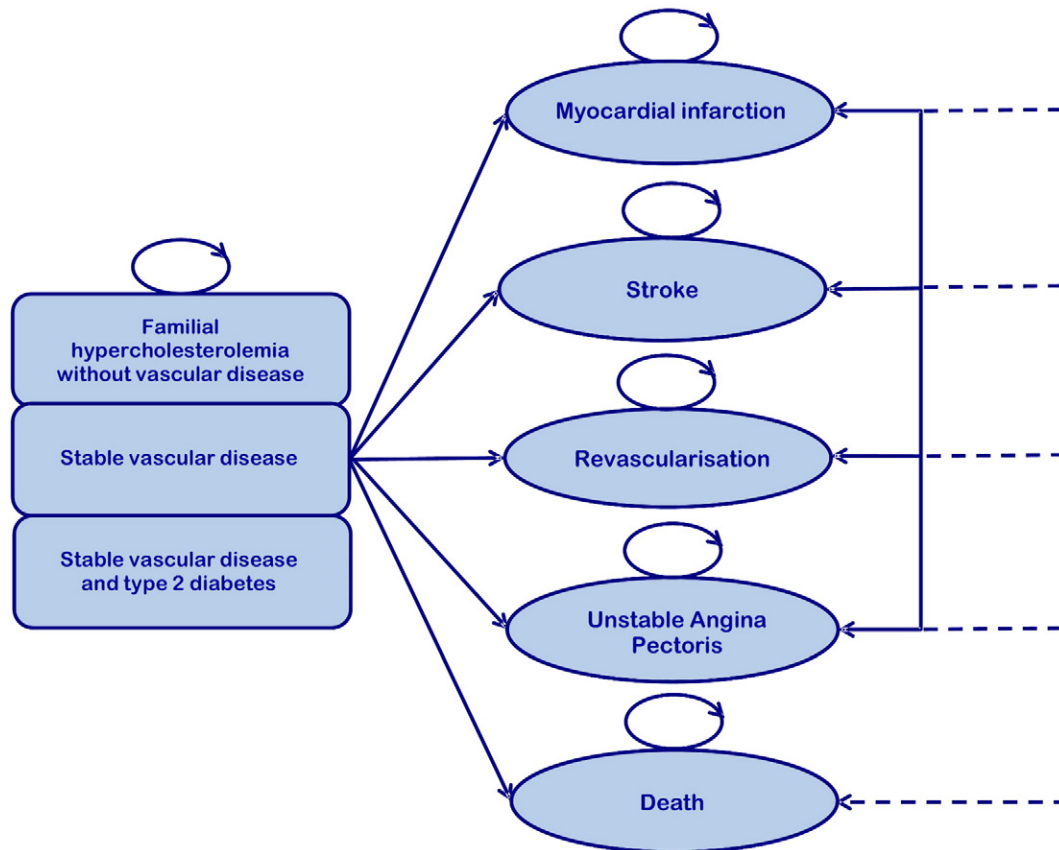 Myocardial infarction
Stroke
Familial
hypercholesterolemia
without vascular disease
Stable vascular disease
Revascularisation
Stable vascular disease
and type 2 diabetes
Unstable Angina
Pectoris
Death